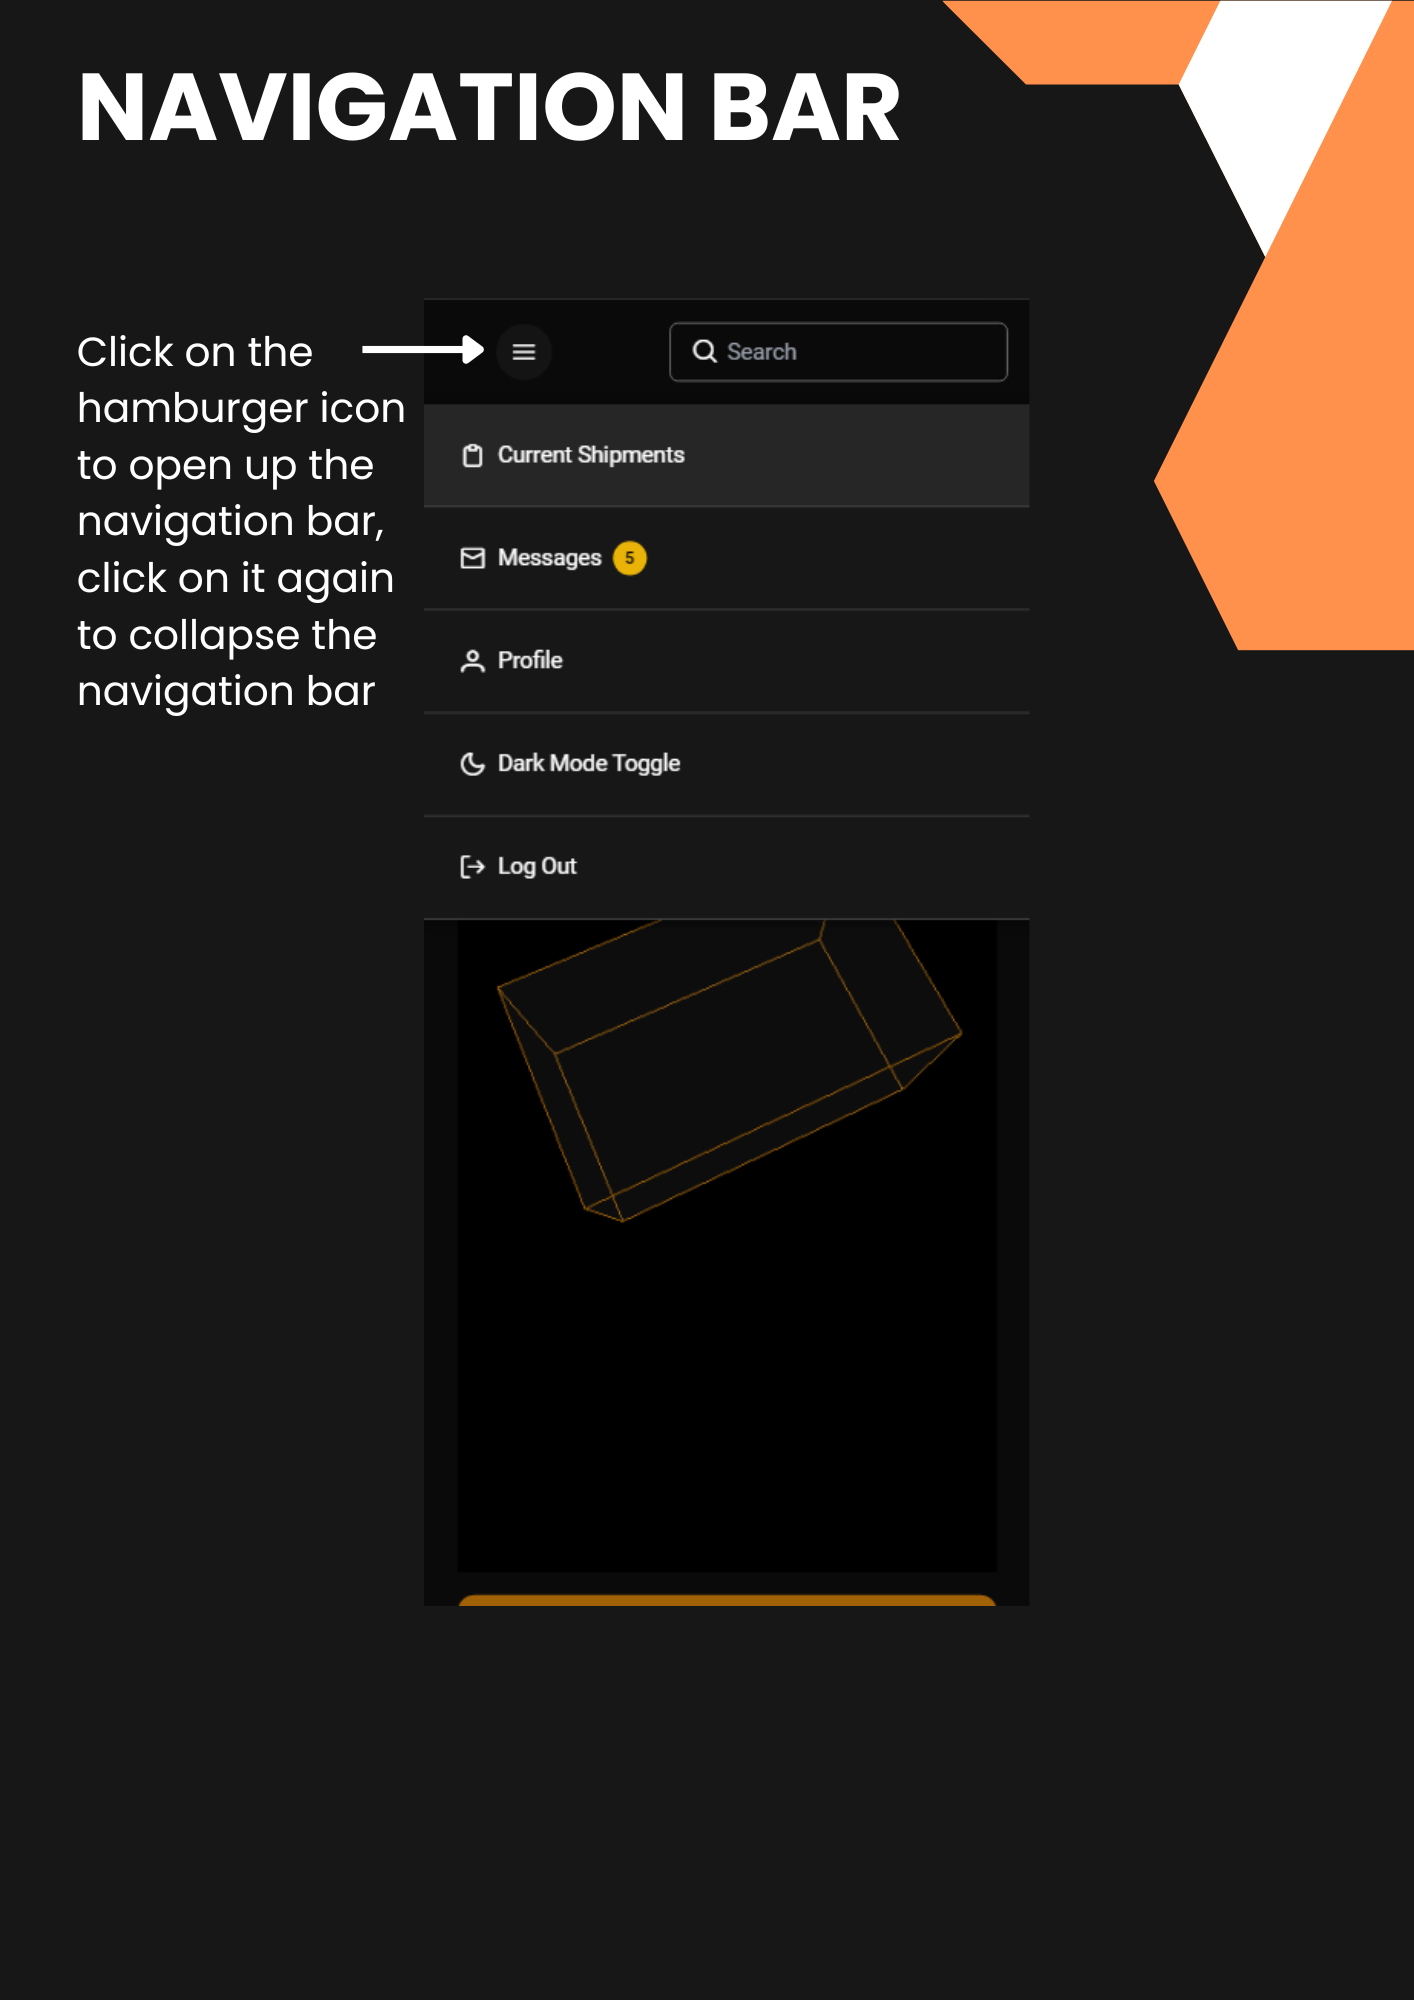 NAVIGATION BAR
Click on the
hamburger icon
to open up the
navigation bar,
click on it again
to collapse the
navigation bar
Search
Current Shipments
Messages 5
Profile
Dark Mode Toggle
Log Out